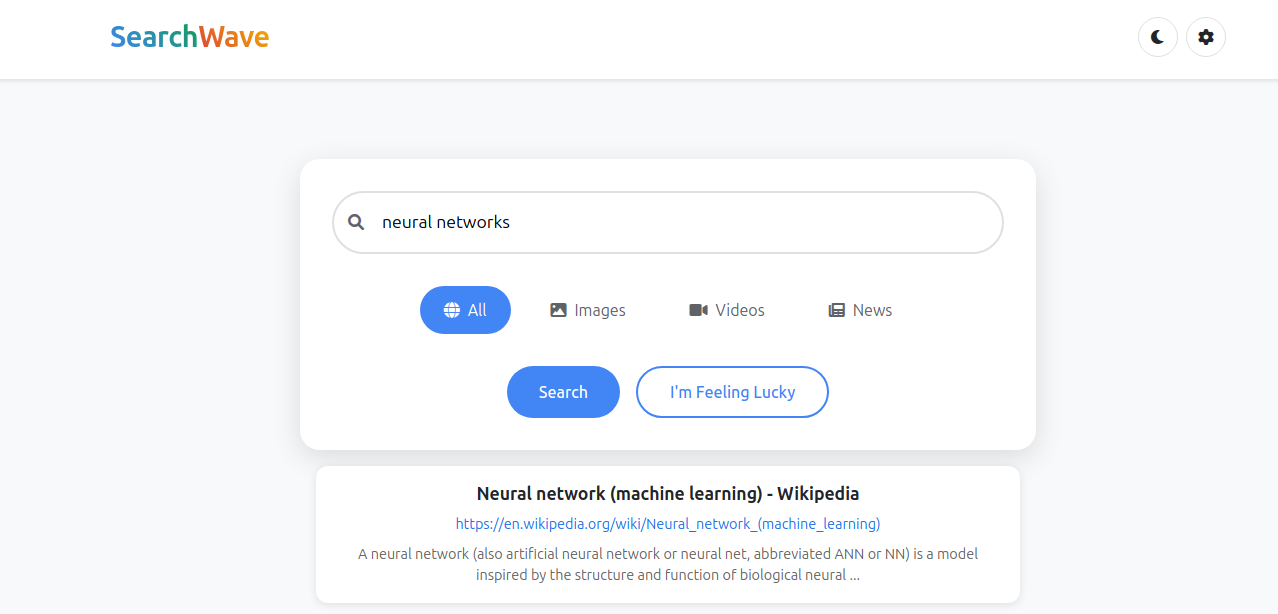 SearchWave
neural networks
All Images Videos News
Search I'm Feeling Lucky
Neural network (machine learning) - Wikipedia
https://en.wikipedia.org/wiki/Neural_network_(machine_learning)
A neural network (also artificial neural network or neural net, abbreviated ANN or NN) is a model
inspired by the structure and function of biological neural ...